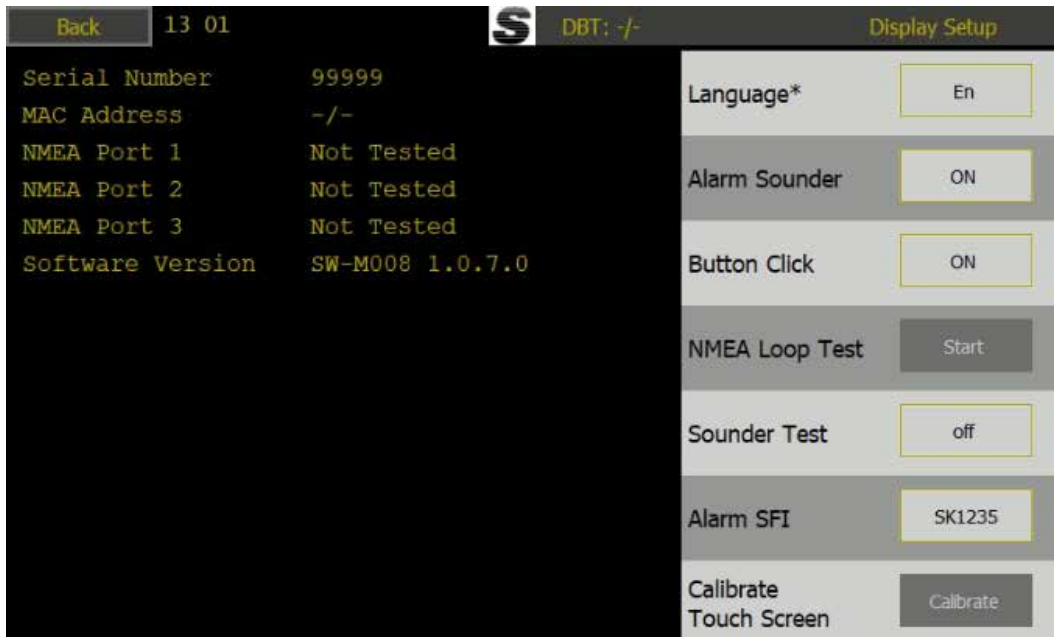 Back 13 01 S DBT: -/- Display Setup
Serial Number 99999
MAC Address -/-
NMEA Port 1 Not Tested
NMEA Port 2 Not Tested
NMEA Port 3 Not Tested
Software Version SW-M008 1.0.7.0
Language* En
Alarm Sounder ON
Button Click ON
NMEA Loop Test Start
Sounder Test off
Alarm SFI SK1235
Calibrate
Touch Screen Calibrate